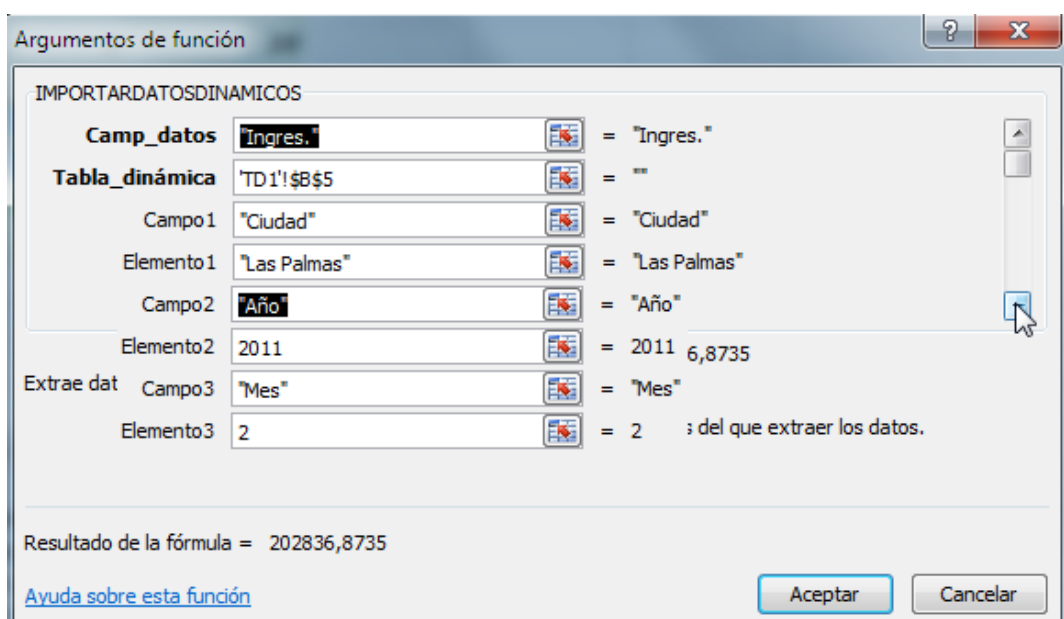 Argumentos de función
IMPORTARDATOSDINAMICOS
Camp_datos "Ingres." = "Ingres."
Tabla_dinámica 'TD1'!$B$5 = ""
Campo1 "Ciudad" = "Ciudad"
Elemento1 "Las Palmas" = "Las Palmas"
Campo2 "Año" = "Año"
Elemento2 2011 = 2011 6,8735
Extrae dat Campo3 "Mes" = "Mes"
Elemento3 2 = 2 s del que extraer los datos.
Resultado de la fórmula = 202836,8735
Ayuda sobre esta función Aceptar Cancelar